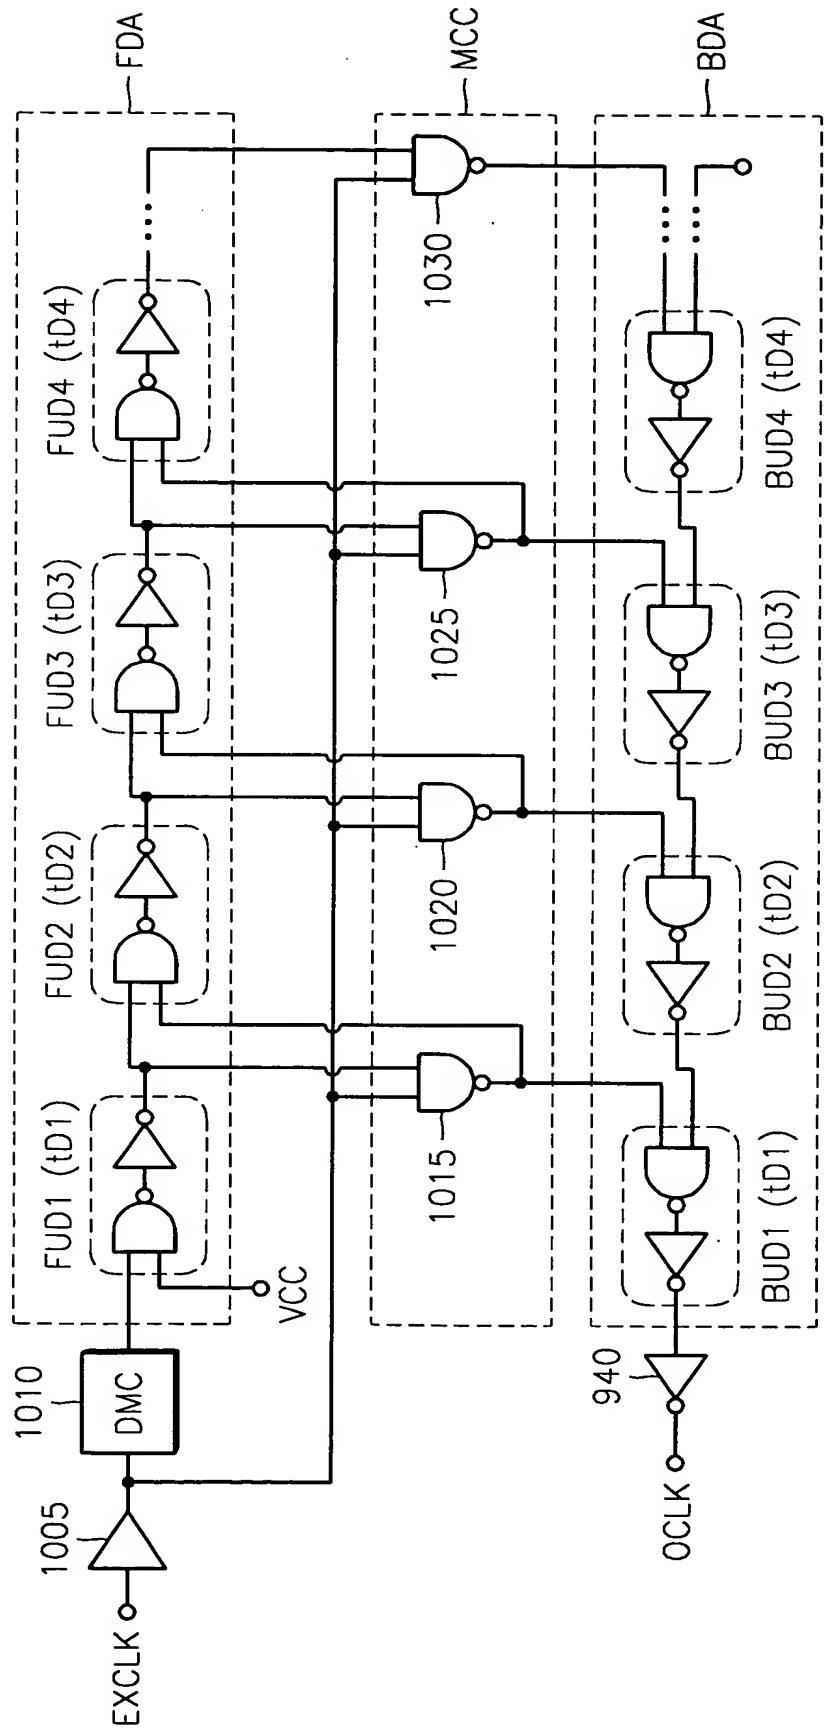 FDA
MCC
BDA
FUD1 (tD1)
FUD2 (tD2)
FUD3 (tD3)
FUD4 (tD4)
EXCLK
1005
1010
DMC
VCC
1015
1020
1025
1030
OCLK
940
BUD1 (tD1)
BUD2 (tD2)
BUD3 (tD3)
BUD4 (tD4)